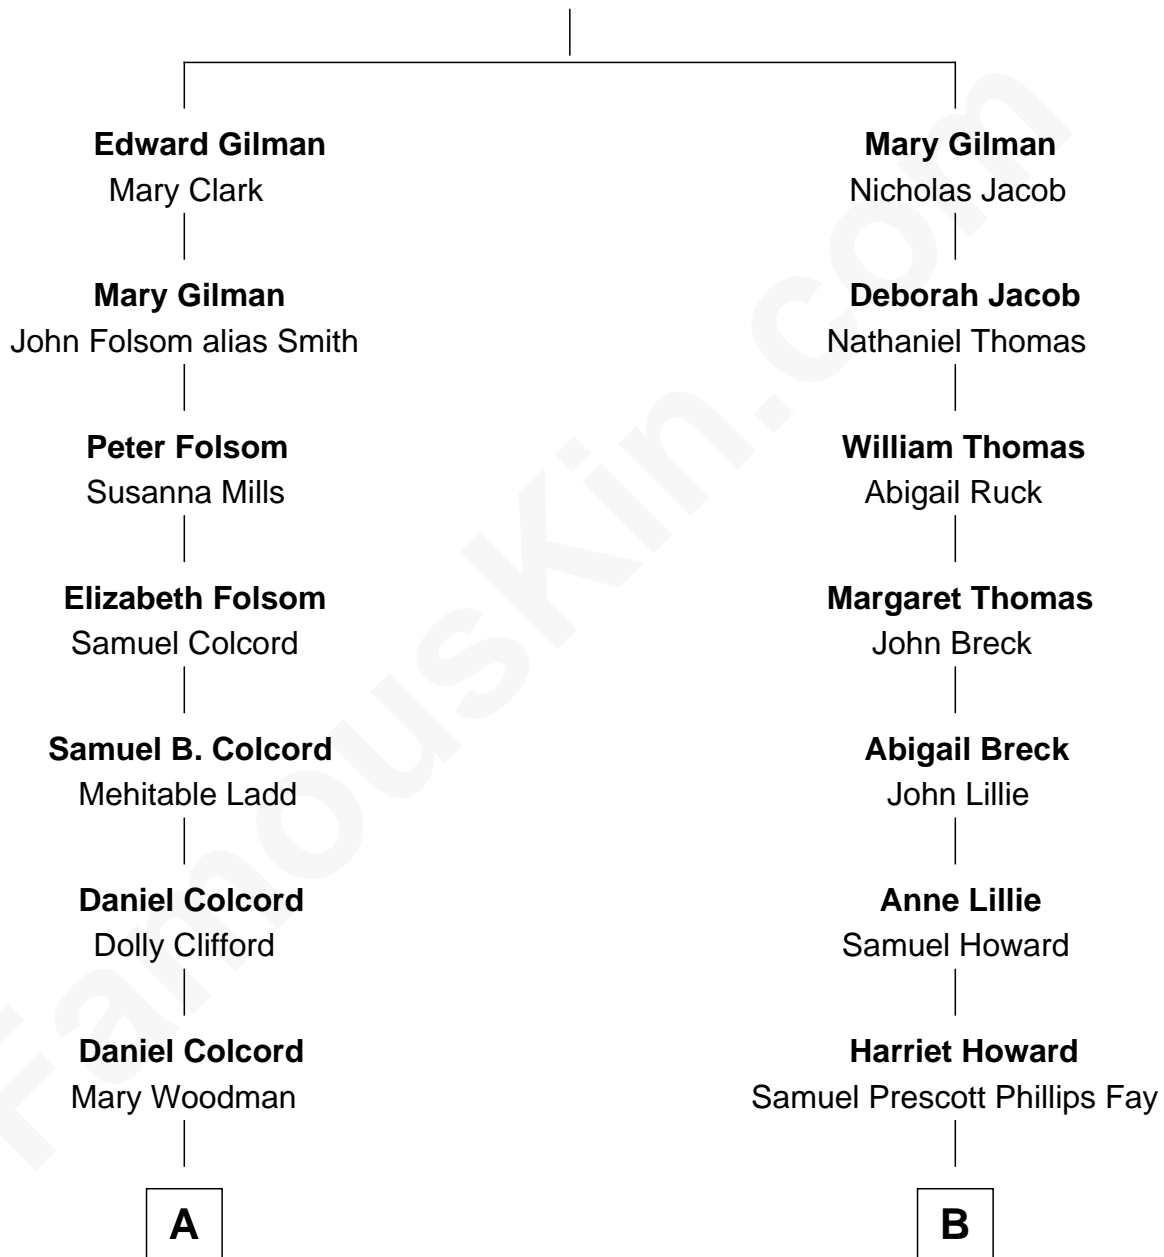 Edward Gilman
Mary Clark
Mary Gilman
John Folsom alias Smith
Peter Folsom
Susanna Mills
Elizabeth Folsom
Samuel Colcord
Samuel B. Colcord
Mehitable Ladd
Daniel Colcord
Dolly Clifford
Daniel Colcord
Mary Woodman
A
Mary Gilman
Nicholas Jacob
Deborah Jacob
Nathaniel Thomas
William Thomas
Abigail Ruck
Margaret Thomas
John Breck
Abigail Breck
John Lillie
Anne Lillie
Samuel Howard
Harriet Howard
Samuel Prescott Phillips Fay
B
FamousKin.com